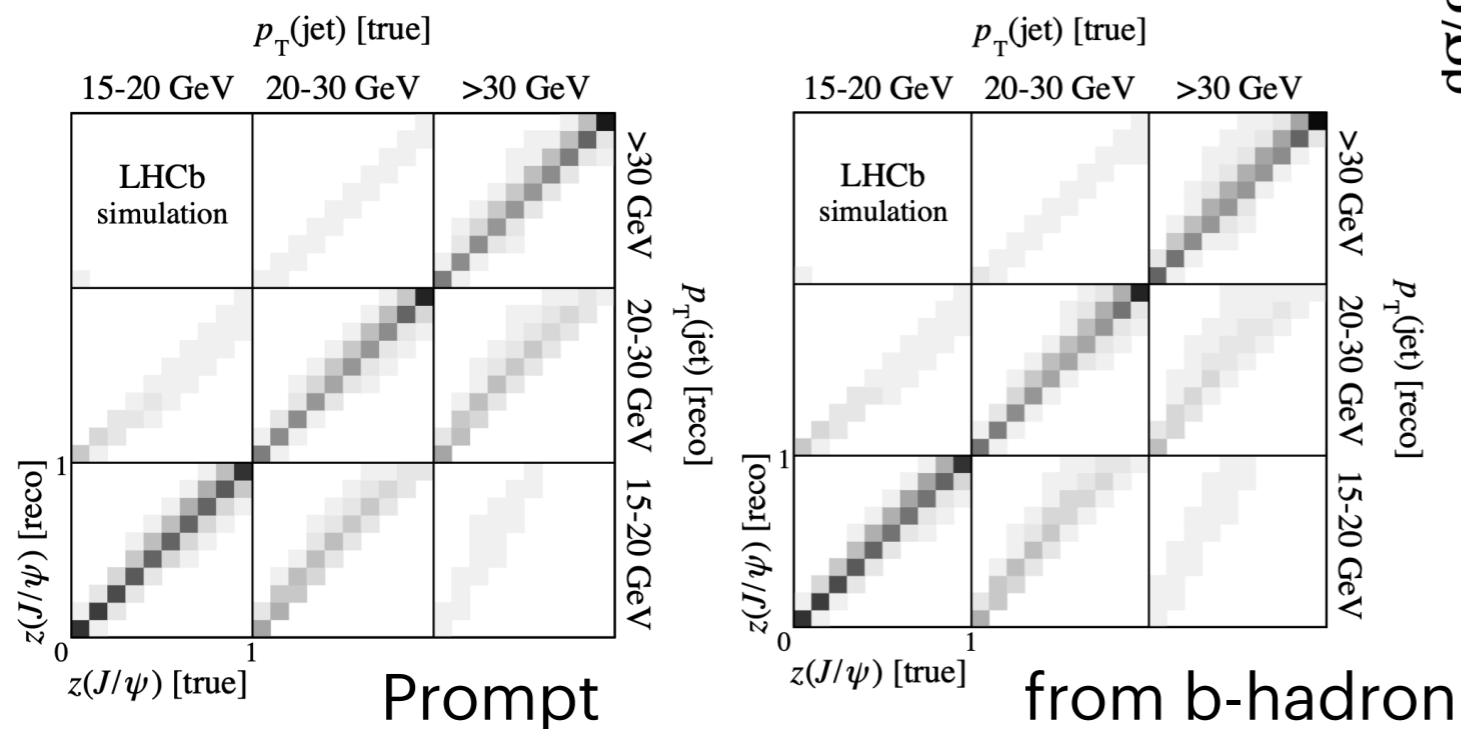 p_T(jet) [true]
15-20 GeV 20-30 GeV >30 GeV
LHCb
simulation
>30 GeV
20-30 GeV
15-20 GeV
p_T(jet) [reco]
z(J/ψ) [reco]
1
0
1
z(J/ψ) [true]
Prompt
p_T(jet) [true]
15-20 GeV 20-30 GeV >30 GeV
LHCb
simulation
>30 GeV
20-30 GeV
15-20 GeV
p_T(jet) [reco]
z(J/ψ) [reco]
1
0
1
z(J/ψ) [true]
from b-hadron